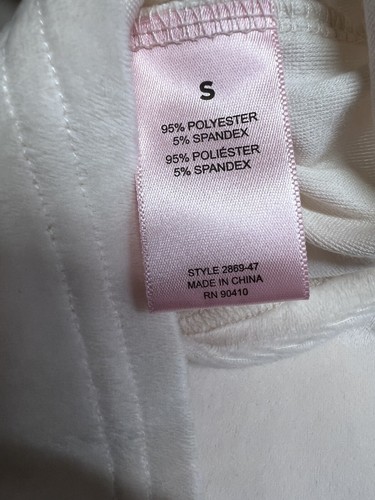 S
95% POLYESTER
5% SPANDEX
95% POLIÉSTER
5% SPANDEX
STYLE 2869-47
MADE IN CHINA
RN 90410